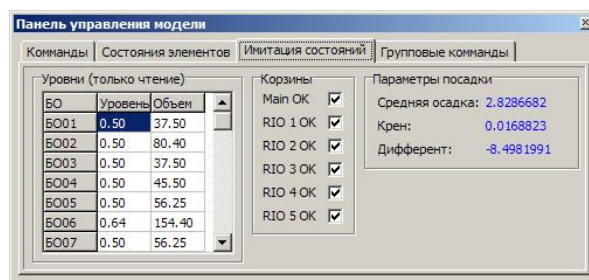 Панель управления модели
Команды Состояния элементов Имитация состояний Групповые комнады
Уровни (только чтение)
БО Уровень Объем
БО01 0.50 37.50
БО02 0.50 80.40
БО03 0.50 37.50
БО04 0.50 45.50
БО05 0.50 56.25
БО06 0.64 154.40
БО07 0.50 56.25
Корзины
Main OK
RIO 1 OK
RIO 2 OK
RIO 3 OK
RIO 4 OK
RIO 5 OK
Параметры посадки
Средняя осадка: 2.8286682
Крен: 0.0168823
Дифферент: -8.4981991